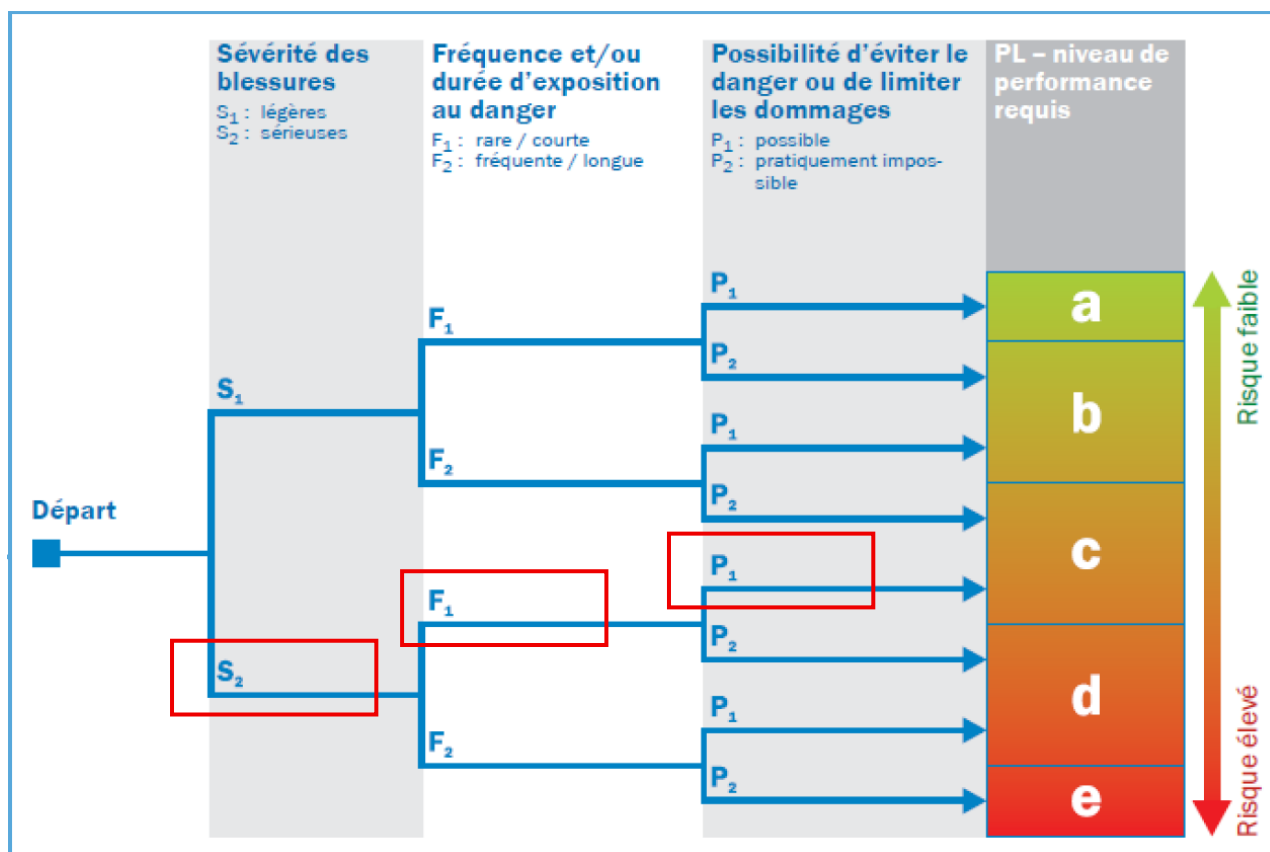 Sévérité des
blessures
S1 : légères
S2 : sérieuses
Fréquence et/ou
durée d'exposition
au danger
F1 : rare / courte
F2 : fréquente / longue
Possibilité d'éviter le
danger ou de limiter
les dommages
P1 : possible
P2 : pratiquement impos-
sible
PL – niveau de
performance
requis
Départ
S1
S2
F1
F2
F1
F2
P1
P2
P1
P2
P1
P2
P1
P2
a
b
c
d
e
Risque faible
Risque élevé